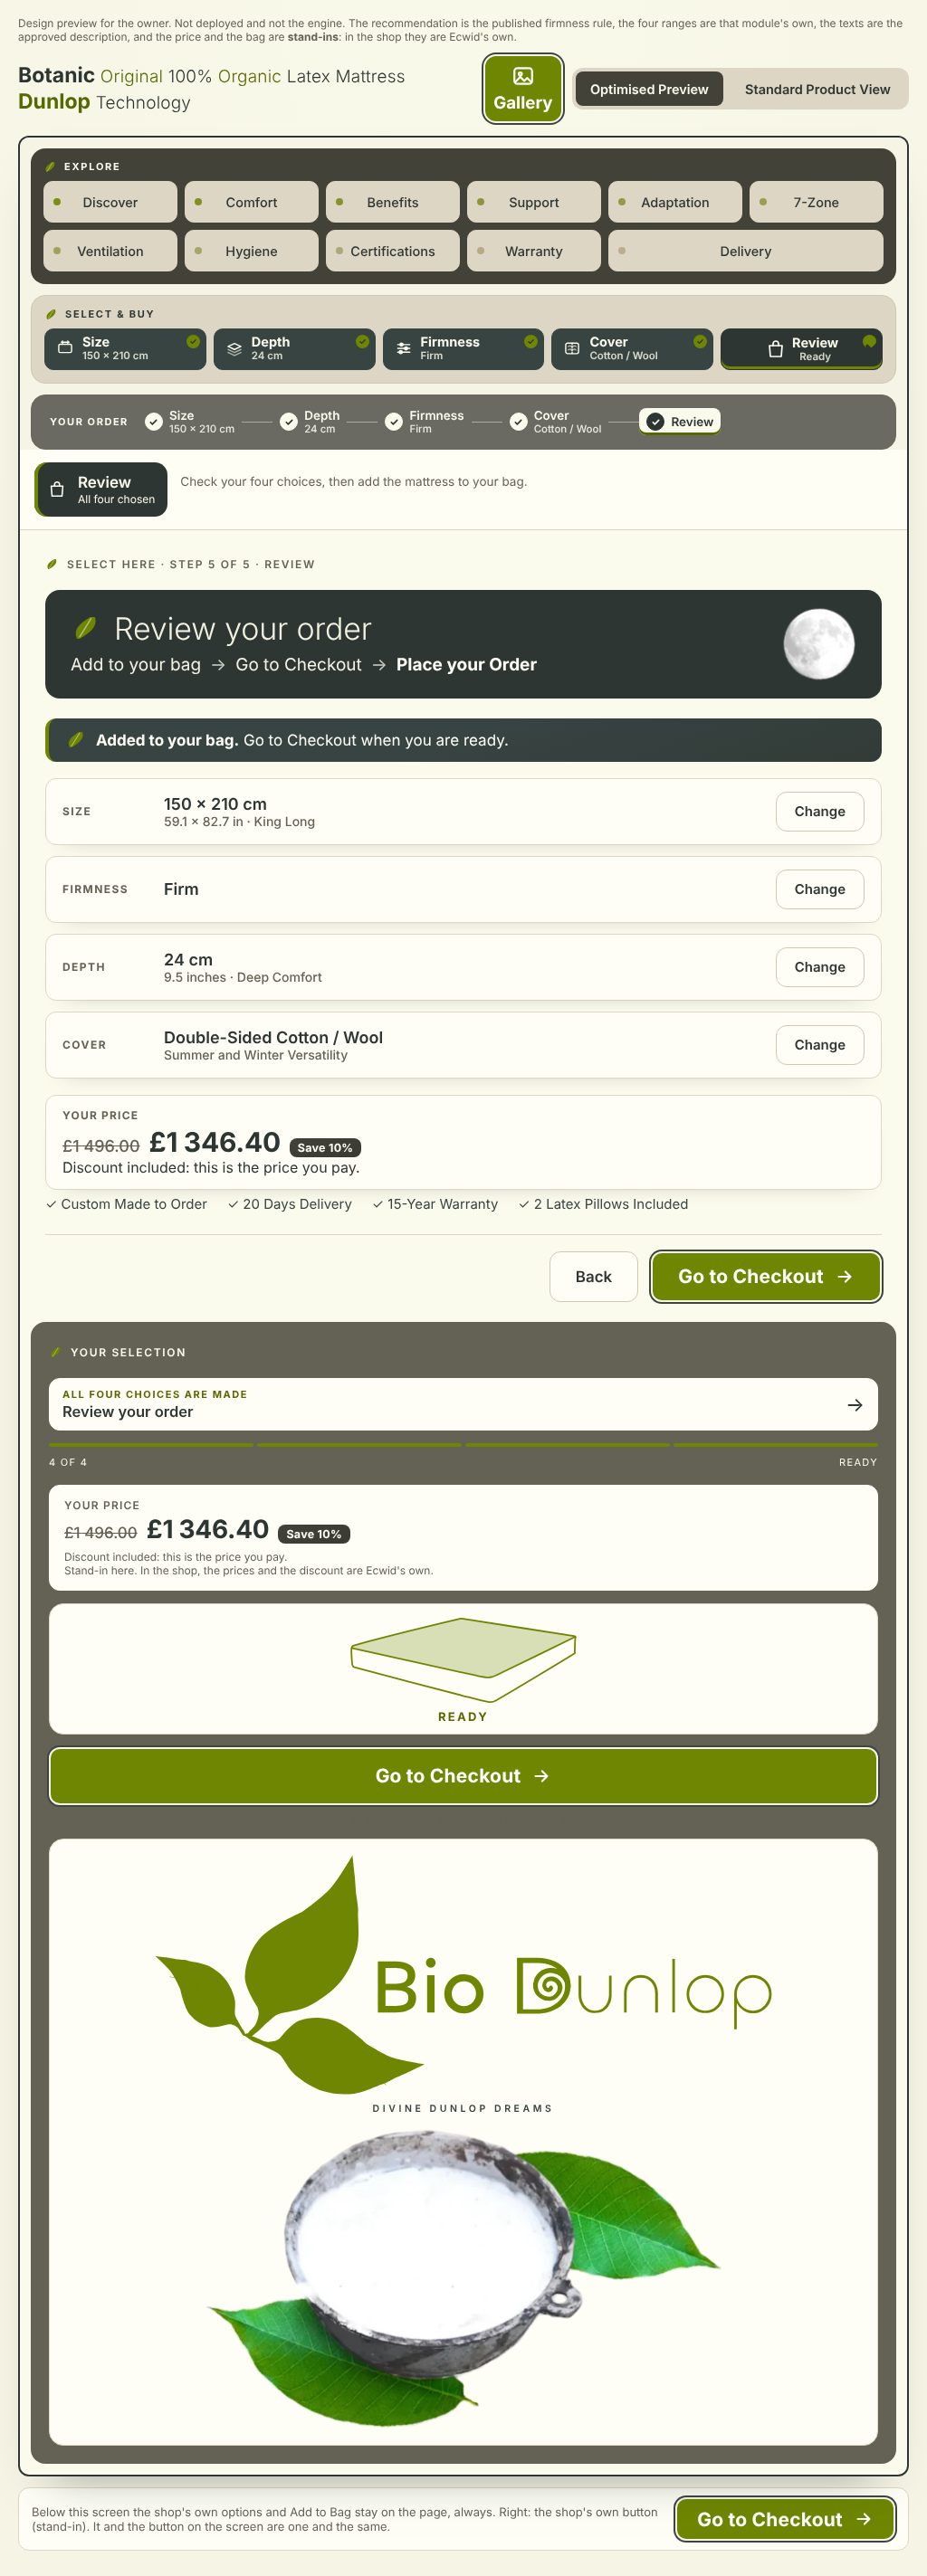 Design preview for the owner. Not deployed and not the engine. The recommendation is the published firmness rule, the four ranges are that module's own, the texts are the
approved description, and the price and the bag are stand-ins: in the shop they are Ecwid's own.
Botanic Original 100% Organic Latex Mattress
Dunlop Technology
Gallery
Optimised Preview
Standard Product View
EXPLORE
Discover
Comfort
Benefits
Support
Adaptation
7-Zone
Ventilation
Hygiene
Certifications
Warranty
Delivery
SELECT & BUY
Size
150 × 210 cm
Depth
24 cm
Firmness
Firm
Cover
Cotton / Wool
Review
Ready
YOUR ORDER
Size
150 × 210 cm
Depth
24 cm
Firmness
Firm
Cover
Cotton / Wool
Review
Review
All four chosen
Check your four choices, then add the mattress to your bag.
SELECT HERE · STEP 5 OF 5 · REVIEW
Review your order
Add to your bag → Go to Checkout → Place your Order
Added to your bag. Go to Checkout when you are ready.
SIZE
150 × 210 cm
59.1 × 82.7 in · King Long
Change
FIRMNESS
Firm
Change
DEPTH
24 cm
9.5 inches · Deep Comfort
Change
COVER
Double-Sided Cotton / Wool
Summer and Winter Versatility
Change
YOUR PRICE
£1 496.00 £1 346.40 Save 10%
Discount included: this is the price you pay.
✓ Custom Made to Order ✓ 20 Days Delivery ✓ 15-Year Warranty ✓ 2 Latex Pillows Included
Back
Go to Checkout →
YOUR SELECTION
ALL FOUR CHOICES ARE MADE
Review your order →
4 OF 4
READY
YOUR PRICE
£1 496.00 £1 346.40 Save 10%
Discount included: this is the price you pay.
Stand-in here. In the shop, the prices and the discount are Ecwid's own.
READY
Go to Checkout →
Bio Dunlop
DIVINE DUNLOP DREAMS
Below this screen the shop's own options and Add to Bag stay on the page, always. Right: the shop's own button
(stand-in). It and the button on the screen are one and the same.
Go to Checkout →